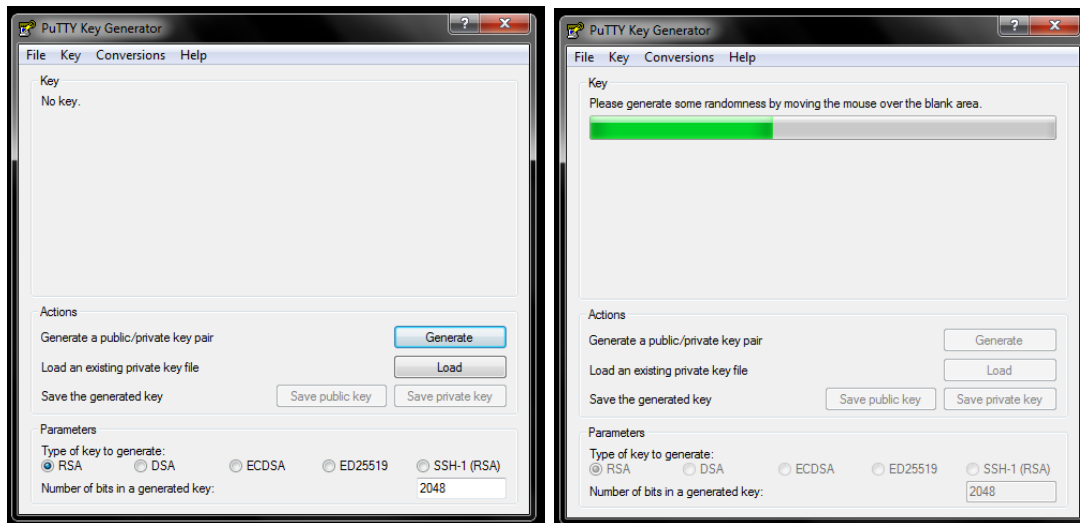 PuTTY Key Generator
File Key Conversions Help
Key
No key.
Actions
Generate a public/private key pair
Generate
Load an existing private key file
Load
Save the generated key
Save public key
Save private key
Parameters
Type of key to generate:
RSA DSA ECDSA ED25519 SSH-1 (RSA)
Number of bits in a generated key:
2048
PuTTY Key Generator
File Key Conversions Help
Key
Please generate some randomness by moving the mouse over the blank area.
Actions
Generate a public/private key pair
Generate
Load an existing private key file
Load
Save the generated key
Save public key
Save private key
Parameters
Type of key to generate:
RSA DSA ECDSA ED25519 SSH-1 (RSA)
Number of bits in a generated key:
2048